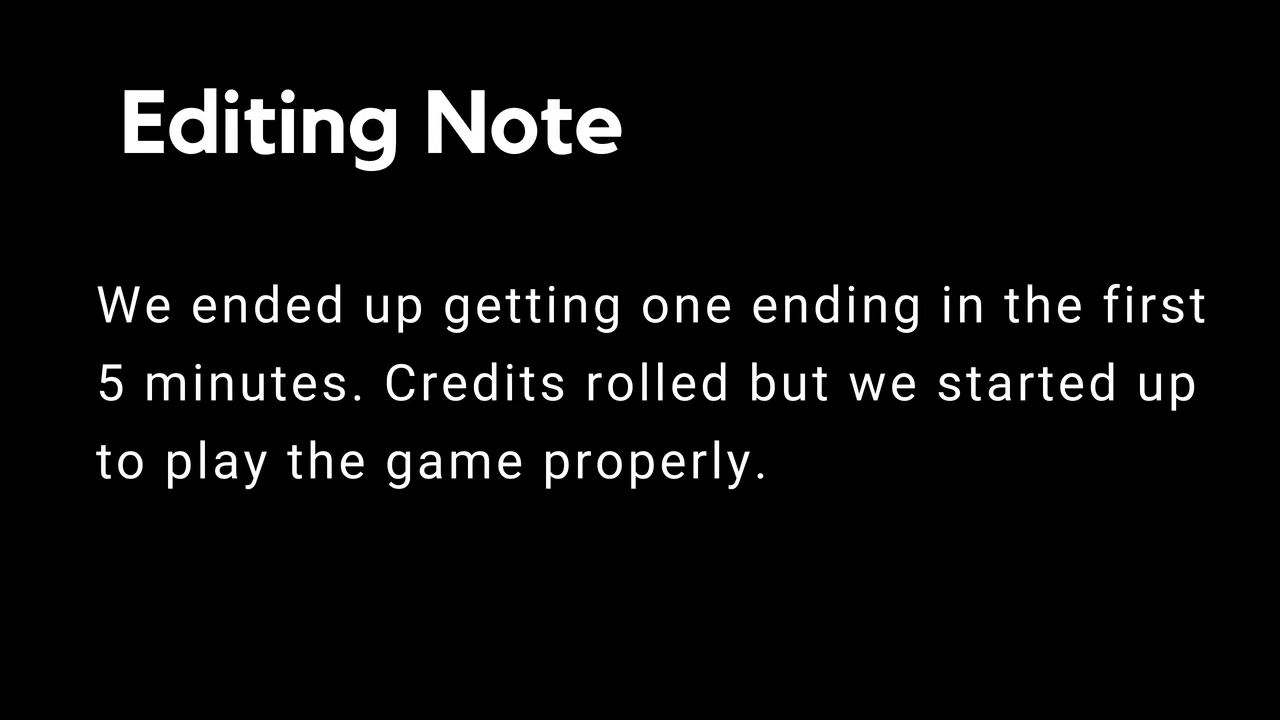 Editing Note
We ended up getting one ending in the first
5 minutes. Credits rolled but we started up
to play the game properly.